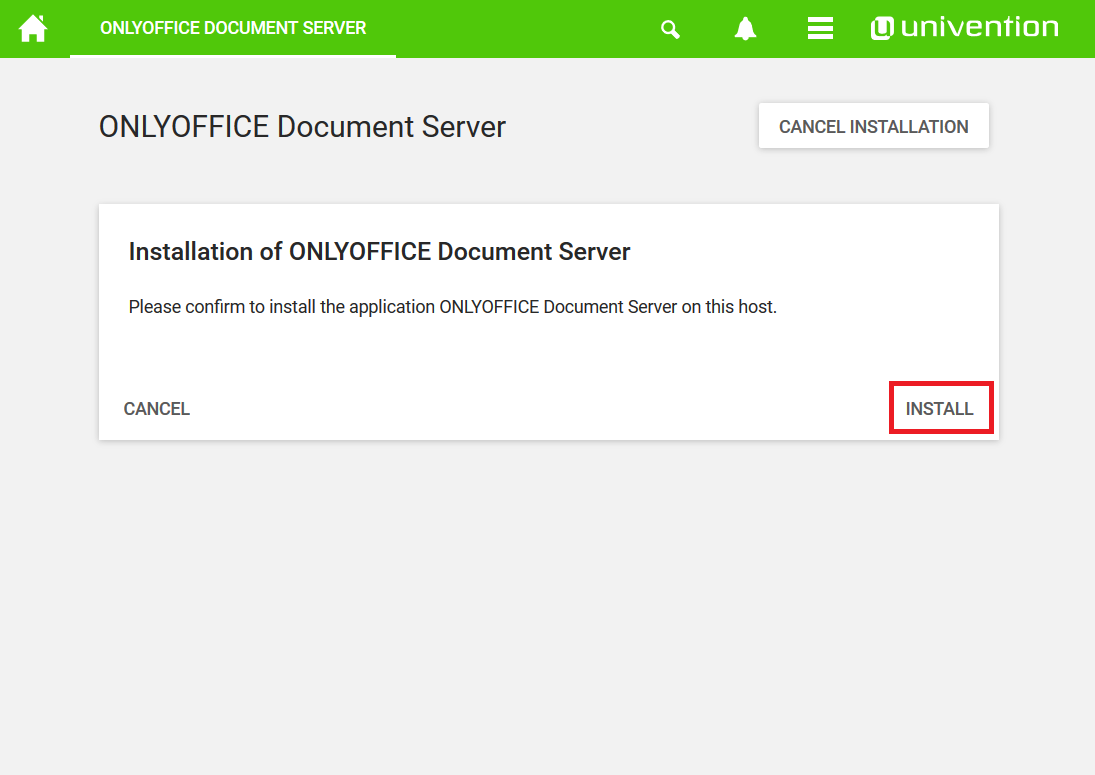 ONLYOFFICE DOCUMENT SERVER
univention
ONLYOFFICE Document Server
CANCEL INSTALLATION
Installation of ONLYOFFICE Document Server
Please confirm to install the application ONLYOFFICE Document Server on this host.
CANCEL
INSTALL